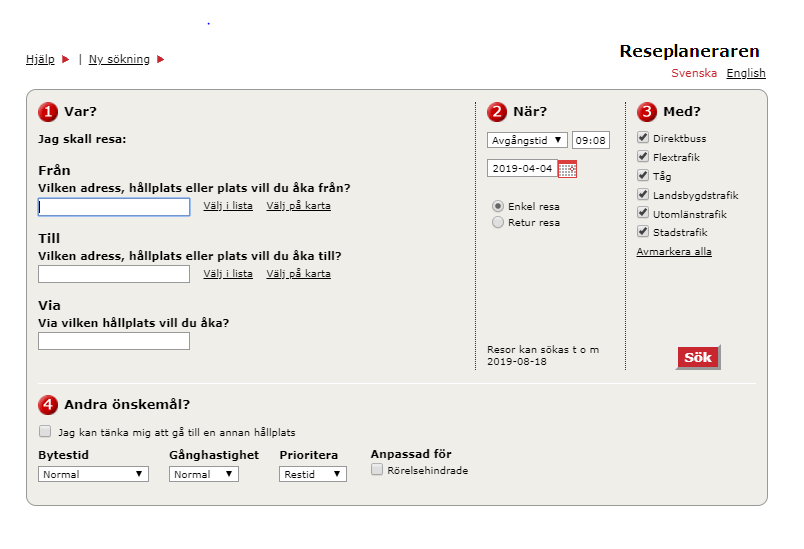 Hjälp | Ny sökning
Reseplaneraren
Svenska English
1 Var?
Jag skall resa:
Från
Vilken adress, hållplats eller plats vill du åka från?
Välj i lista Välj på karta
Till
Vilken adress, hållplats eller plats vill du åka till?
Välj i lista Välj på karta
Via
Via vilken hållplats vill du åka?
2 När?
Avgångstid 09:08
2019-04-04
Enkel resa
Retur resa
Resor kan sökas t o m
2019-08-18
3 Med?
Direktbuss
Flextrafik
Tåg
Landsbygdstrafik
Utomlänstrafik
Stadstrafik
Avmarkera alla
Sök
4 Andra önskemål?
Jag kan tänka mig att gå till en annan hållplats
Bytestid Gånghastighet Prioritera Anpassad för
Normal Normal Restid Rörelsehindrade